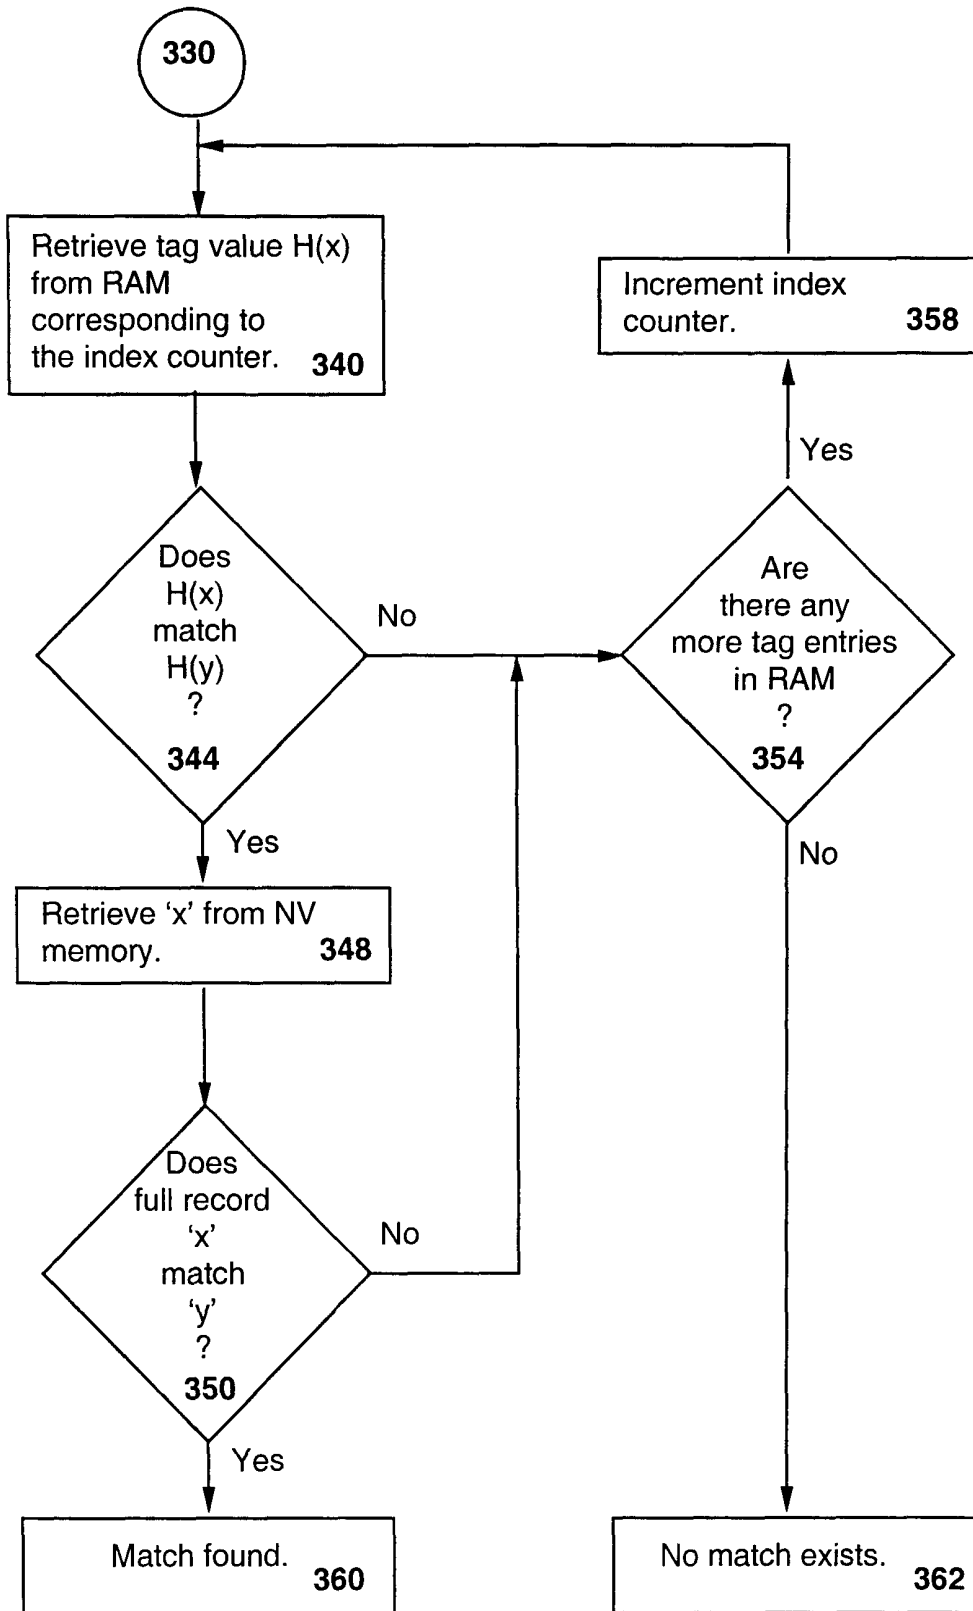 330
Retrieve tag value H(x)
from RAM
corresponding to
the index counter. 340
Increment index
counter. 358
Yes
Does
H(x)
match
H(y)
?
344
No
Are
there any
more tag entries
in RAM
?
354
Yes
No
Retrieve ‘x’ from NV
memory. 348
Does
full record
‘x’
match
‘y’
?
350
No
Yes
Match found.
360
No match exists.
362